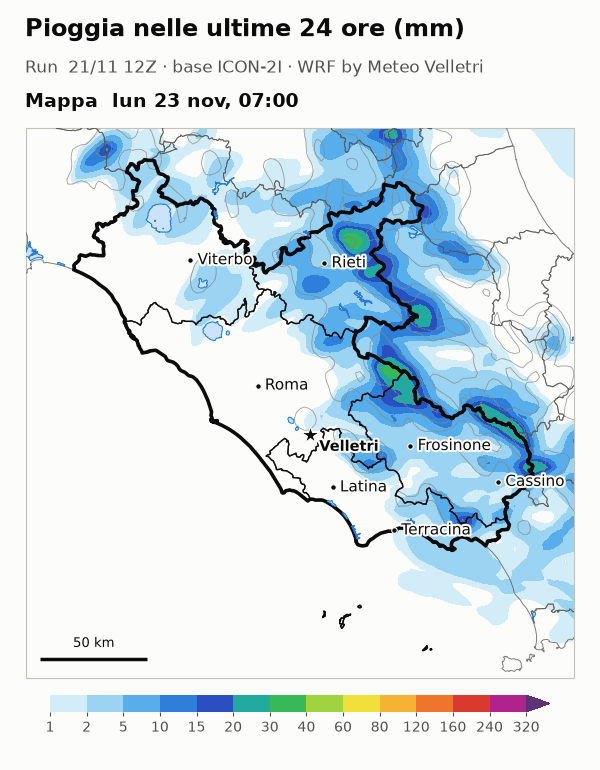 Pioggia nelle ultime 24 ore (mm)
Run 21/11 12Z · base ICON-2I · WRF by Meteo Velletri
Mappa lun 23 nov, 07:00
Viterbo
Rieti
Roma
Velletri
Frosinone
Cassino
Latina
Terracina
50 km
1 2 5 10 15 20 30 40 60 80 120 160 240 320